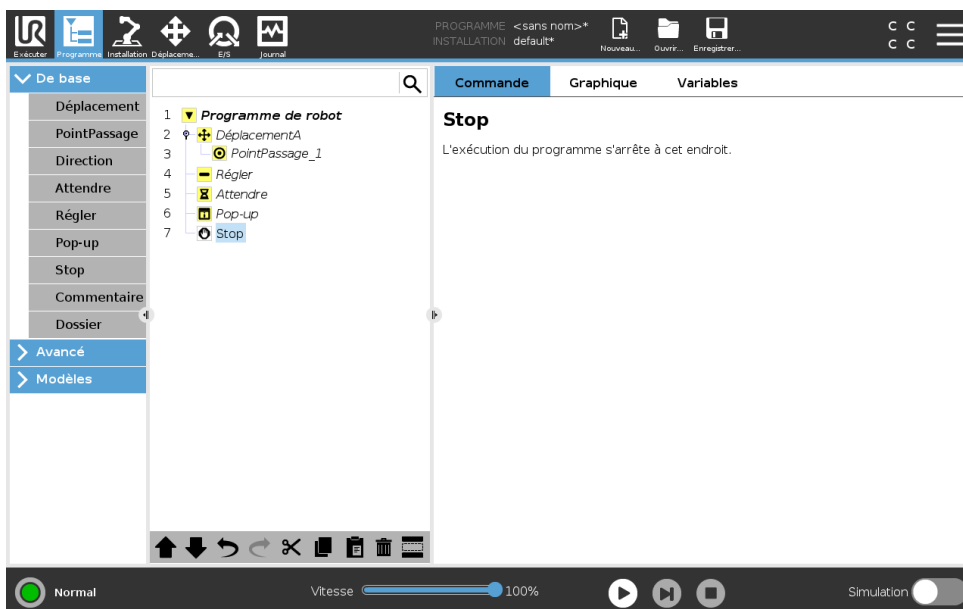 UR
Exécuter
Programme
Installation
Déplaceme...
E/S
Journal
PROGRAMME <sans nom>*
INSTALLATION default*
Nouveau...
Ouvrir...
Enregistrer...
C C
C C
De base
Déplacement
PointPassage
Direction
Attendre
Régler
Pop-up
Stop
Commentaire
Dossier
Avancé
Modèles
1 Programme de robot
2 DéplacementA
3 PointPassage_1
4 Régler
5 Attendre
6 Pop-up
7 Stop
Commande Graphique Variables
Stop
L'exécution du programme s'arrête à cet endroit.
Normal
Vitesse 100%
Simulation